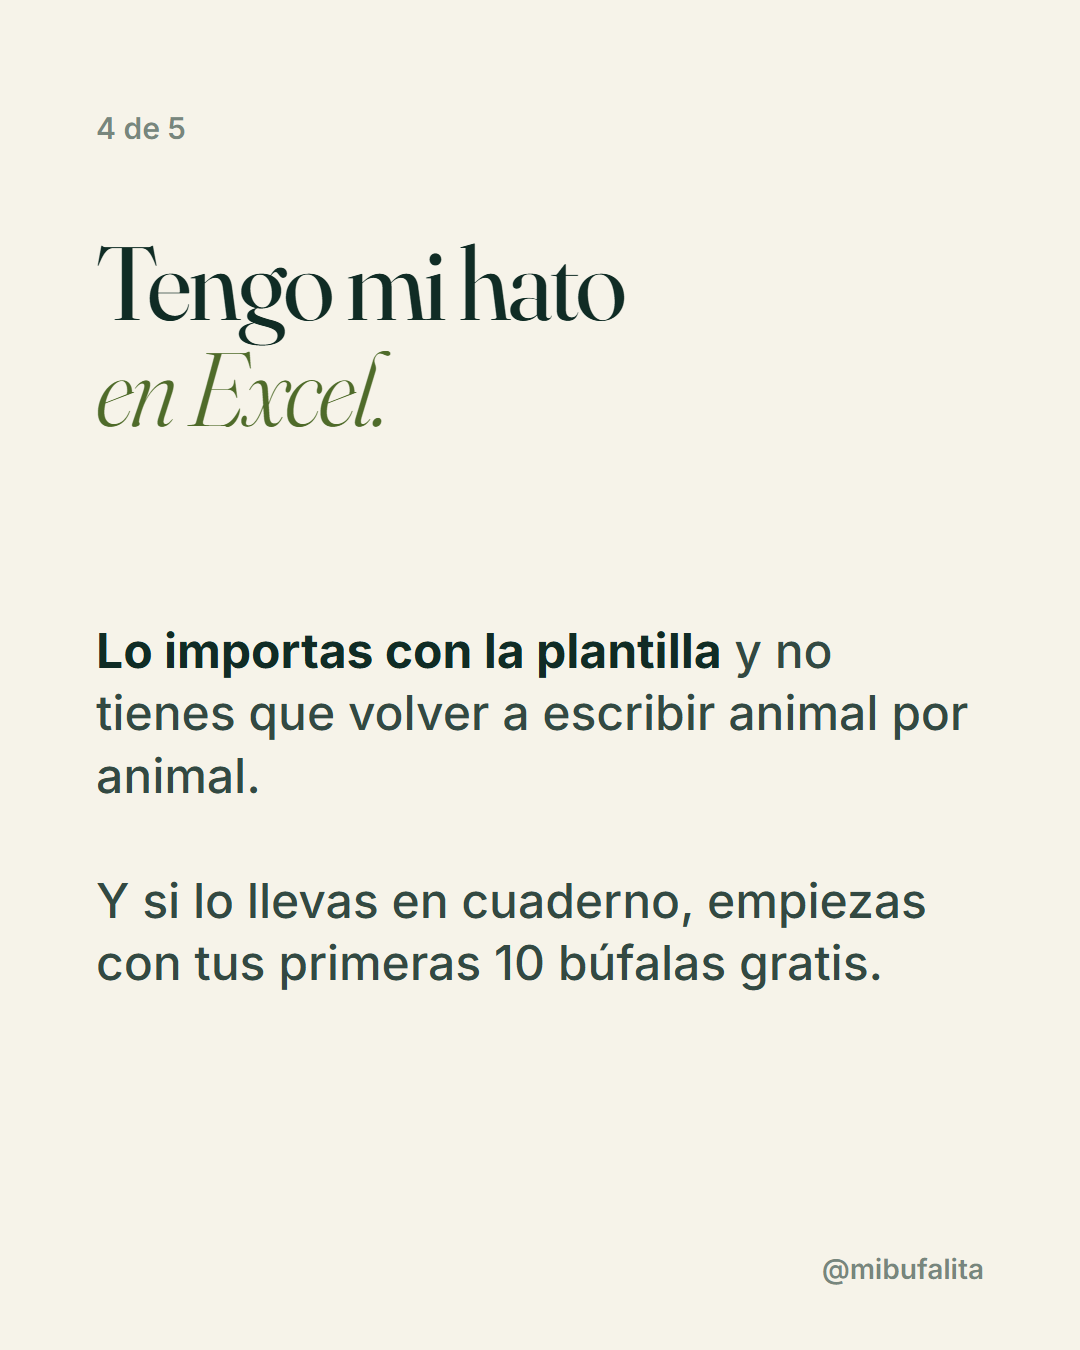 4 de 5
Tengo mi hato
en Excel.
Lo importas con la plantilla y no
tienes que volver a escribir animal por
animal.
Y si lo llevas en cuaderno, empiezas
con tus primeras 10 búfalas gratis.
@mibufalita